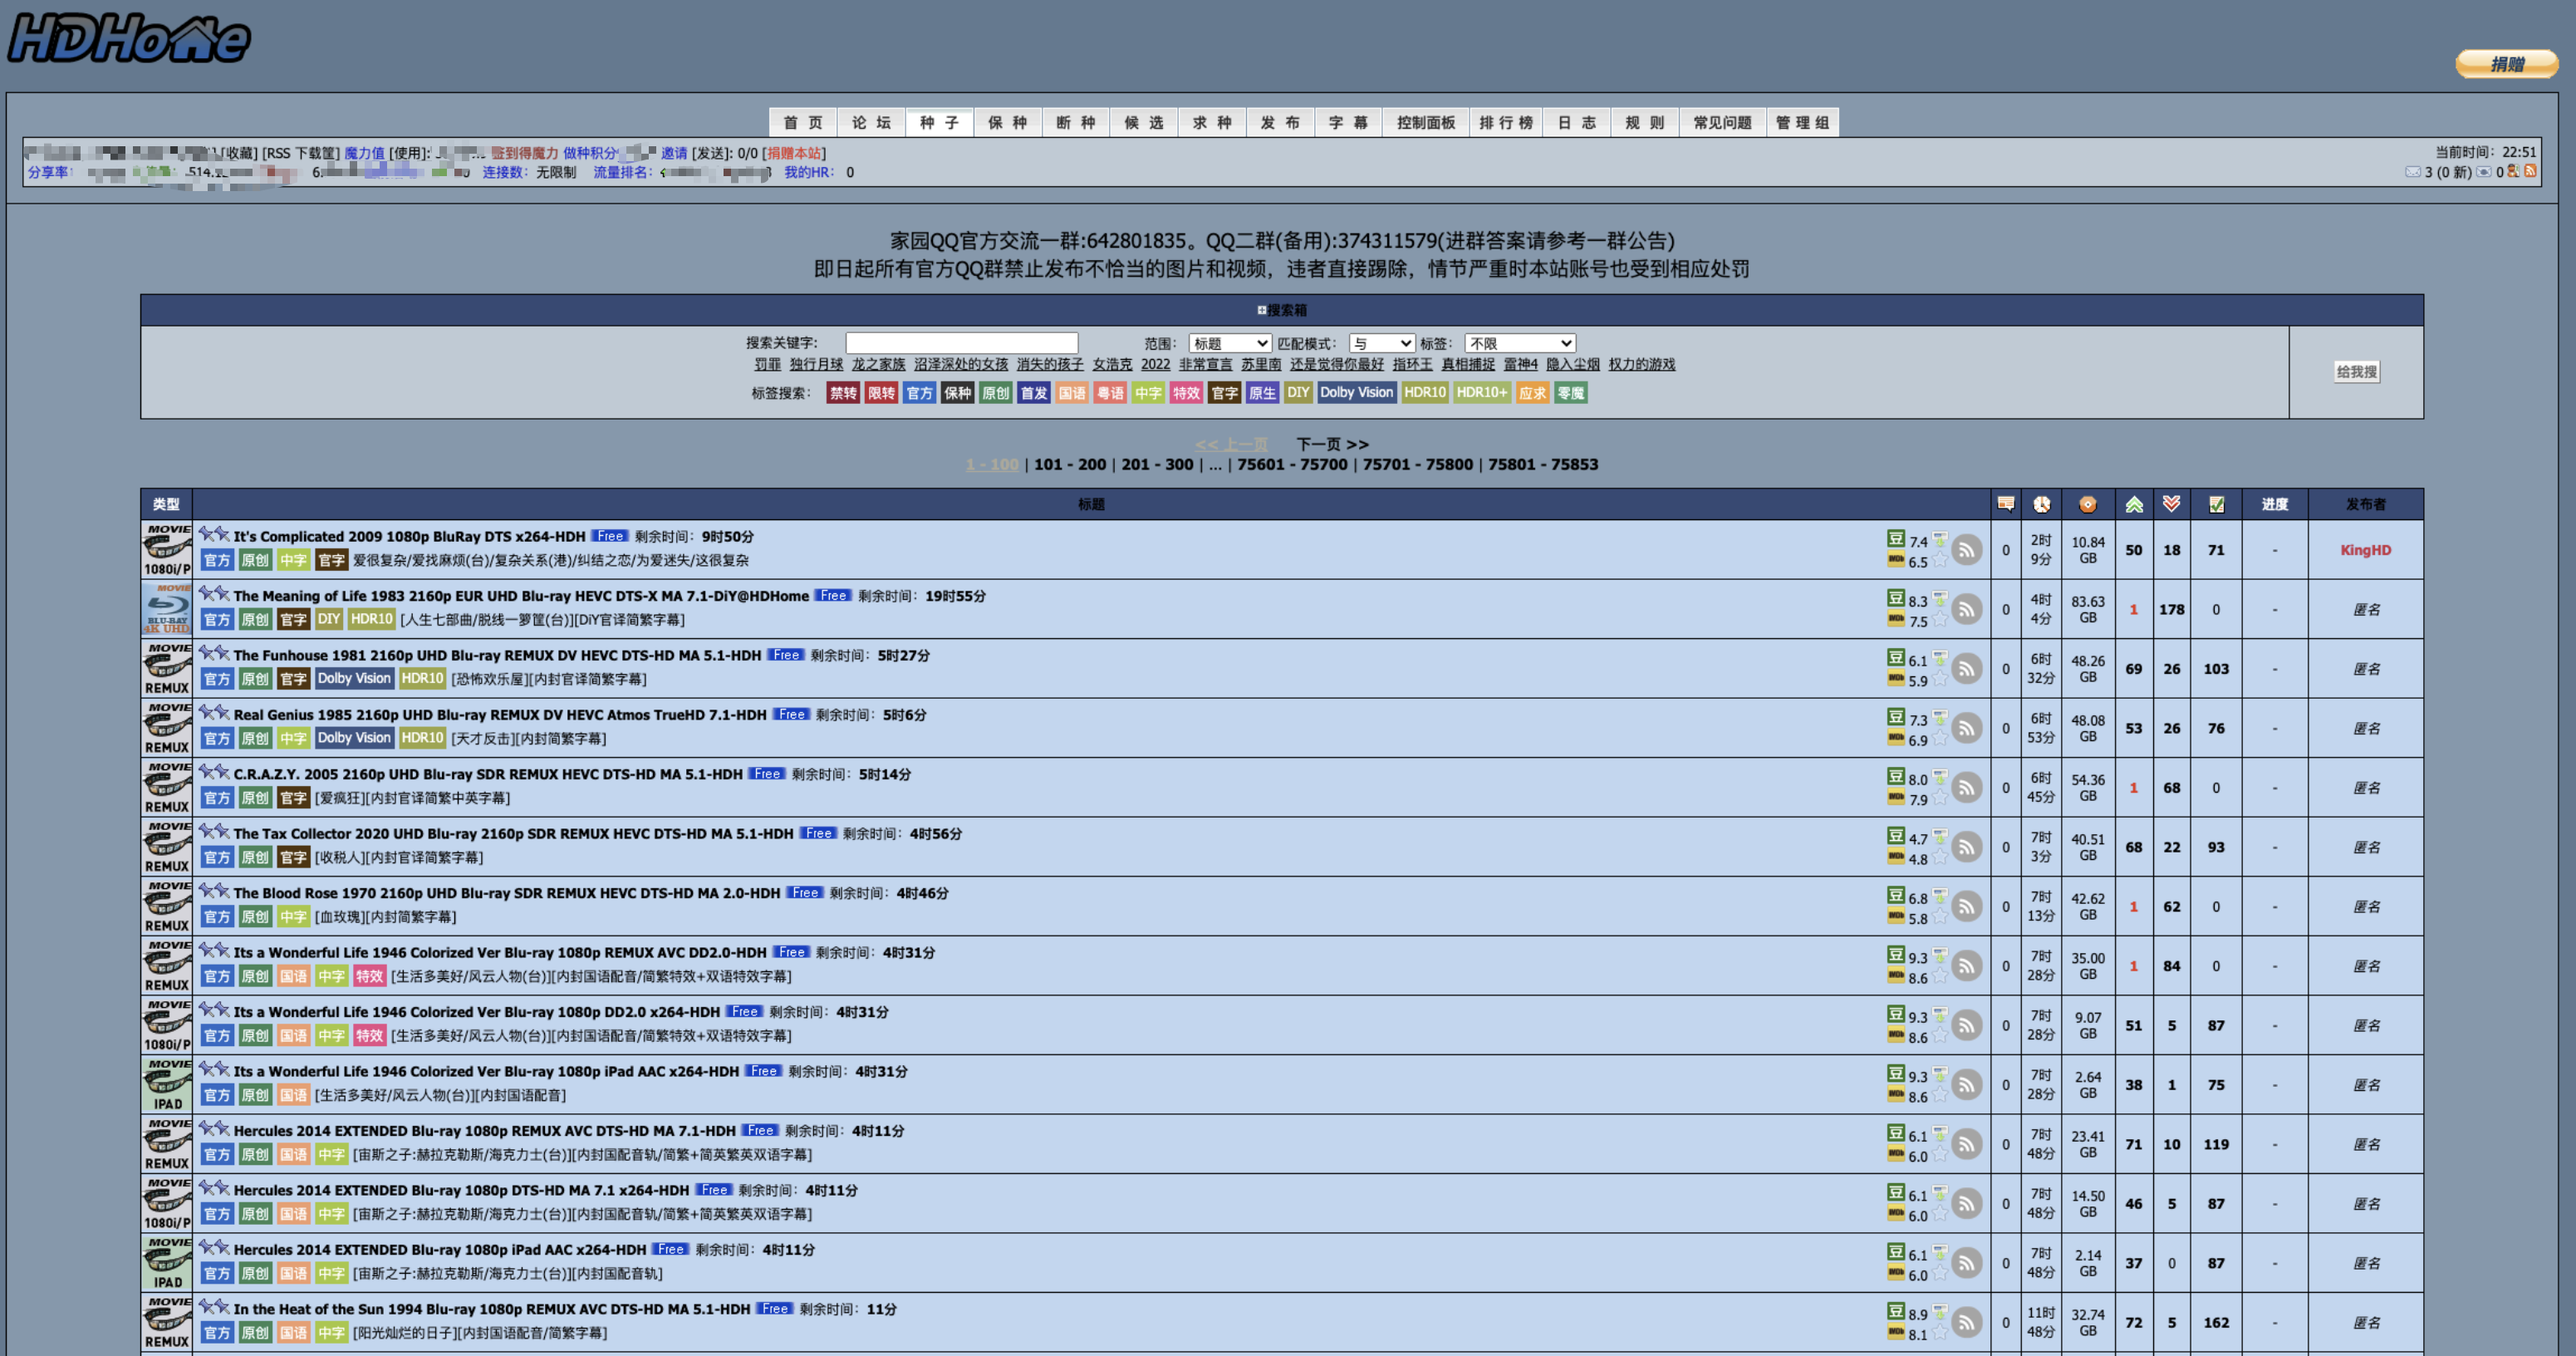 HDHome
捐赠
首 页 论 坛 种 子 保 种 断 种 候 选 求 种 发 布 字 幕 控制面板 排 行 榜 日 志 规 则 常见问题 管 理 组
[收藏] [RSS 下载筐] 魔力值 [使用]: 签到得魔力 做种积分 邀请 [发送]: 0/0 [捐赠本站]
当前时间：22:51
分享率: 连接数：无限制 流量排名： 我的HR： 0
3 (0 新) 0
家园QQ官方交流一群:642801835。QQ二群(备用):374311579(进群答案请参考一群公告)
即日起所有官方QQ群禁止发布不恰当的图片和视频，违者直接踢除，情节严重时本站账号也受到相应处罚
搜索箱
搜索关键字: 范围： 标题 匹配模式： 与 标签： 不限
罚罪 独行月球 龙之家族 沼泽深处的女孩 消失的孩子 女浩克 2022 非常宣言 苏里南 还是觉得你最好 指环王 真相捕捉 雷神4 隐入尘烟 权力的游戏
给我搜
标签搜索： 禁转 限转 官方 保种 原创 首发 国语 粤语 中字 特效 官字 原生 DIY Dolby Vision HDR10 HDR10+ 应求 零魔
<< 上一页 下一页 >>
1 - 100 | 101 - 200 | 201 - 300 | ... | 75601 - 75700 | 75701 - 75800 | 75801 - 75853
类型 标题 进度 发布者
MOVIE 1080i/P It's Complicated 2009 1080p BluRay DTS x264-HDH Free 剩余时间：9时50分
官方 原创 中字 官字 爱很复杂/爱找麻烦(台)/复杂关系(港)/纠结之恋/为爱迷失/这很复杂
豆 7.4 IMDb 6.5 0 2时9分 10.84 GB 50 18 71 - KingHD
MOVIE BLU-RAY 4K UHD The Meaning of Life 1983 2160p EUR UHD Blu-ray HEVC DTS-X MA 7.1-DiY@HDHome Free 剩余时间：19时55分
官方 原创 官字 DIY HDR10 [人生七部曲/脱线一箩筐(台)][DiY官译简繁字幕]
豆 8.3 IMDb 7.5 0 4时4分 83.63 GB 1 178 0 - 匿名
MOVIE REMUX The Funhouse 1981 2160p UHD Blu-ray REMUX DV HEVC DTS-HD MA 5.1-HDH Free 剩余时间：5时27分
官方 原创 官字 Dolby Vision HDR10 [恐怖欢乐屋][内封官译简繁字幕]
豆 6.1 IMDb 5.9 0 6时32分 48.26 GB 69 26 103 - 匿名
MOVIE REMUX Real Genius 1985 2160p UHD Blu-ray REMUX DV HEVC Atmos TrueHD 7.1-HDH Free 剩余时间：5时6分
官方 原创 中字 Dolby Vision HDR10 [天才反击][内封简繁字幕]
豆 7.3 IMDb 6.9 0 6时53分 48.08 GB 53 26 76 - 匿名
MOVIE REMUX C.R.A.Z.Y. 2005 2160p UHD Blu-ray SDR REMUX HEVC DTS-HD MA 5.1-HDH Free 剩余时间：5时14分
官方 原创 官字 [爱疯狂][内封官译简繁中英字幕]
豆 8.0 IMDb 7.9 0 6时45分 54.36 GB 1 68 0 - 匿名
MOVIE REMUX The Tax Collector 2020 UHD Blu-ray 2160p SDR REMUX HEVC DTS-HD MA 5.1-HDH Free 剩余时间：4时56分
官方 原创 官字 [收税人][内封官译简繁字幕]
豆 4.7 IMDb 4.8 0 7时3分 40.51 GB 68 22 93 - 匿名
MOVIE REMUX The Blood Rose 1970 2160p UHD Blu-ray SDR REMUX HEVC DTS-HD MA 2.0-HDH Free 剩余时间：4时46分
官方 原创 中字 [血玫瑰][内封简繁字幕]
豆 6.8 IMDb 5.8 0 7时13分 42.62 GB 1 62 0 - 匿名
MOVIE REMUX Its a Wonderful Life 1946 Colorized Ver Blu-ray 1080p REMUX AVC DD2.0-HDH Free 剩余时间：4时31分
官方 原创 国语 中字 特效 [生活多美好/风云人物(台)][内封国语配音/简繁特效+双语特效字幕]
豆 9.3 IMDb 8.6 0 7时28分 35.00 GB 1 84 0 - 匿名
MOVIE 1080i/P Its a Wonderful Life 1946 Colorized Ver Blu-ray 1080p DD2.0 x264-HDH Free 剩余时间：4时31分
官方 原创 国语 中字 特效 [生活多美好/风云人物(台)][内封国语配音/简繁特效+双语特效字幕]
豆 9.3 IMDb 8.6 0 7时28分 9.07 GB 51 5 87 - 匿名
MOVIE IPAD Its a Wonderful Life 1946 Colorized Ver Blu-ray 1080p iPad AAC x264-HDH Free 剩余时间：4时31分
官方 原创 国语 [生活多美好/风云人物(台)][内封国语配音]
豆 9.3 IMDb 8.6 0 7时28分 2.64 GB 38 1 75 - 匿名
MOVIE REMUX Hercules 2014 EXTENDED Blu-ray 1080p REMUX AVC DTS-HD MA 7.1-HDH Free 剩余时间：4时11分
官方 原创 国语 中字 [宙斯之子:赫拉克勒斯/海克力士(台)][内封国配音轨/简繁+简英繁英双语字幕]
豆 6.1 IMDb 6.0 0 7时48分 23.41 GB 71 10 119 - 匿名
MOVIE 1080i/P Hercules 2014 EXTENDED Blu-ray 1080p DTS-HD MA 7.1 x264-HDH Free 剩余时间：4时11分
官方 原创 国语 中字 [宙斯之子:赫拉克勒斯/海克力士(台)][内封国配音轨/简繁+简英繁英双语字幕]
豆 6.1 IMDb 6.0 0 7时48分 14.50 GB 46 5 87 - 匿名
MOVIE IPAD Hercules 2014 EXTENDED Blu-ray 1080p iPad AAC x264-HDH Free 剩余时间：4时11分
官方 原创 国语 中字 [宙斯之子:赫拉克勒斯/海克力士(台)][内封国配音轨]
豆 6.1 IMDb 6.0 0 7时48分 2.14 GB 37 0 87 - 匿名
MOVIE REMUX In the Heat of the Sun 1994 Blu-ray 1080p REMUX AVC DTS-HD MA 5.1-HDH Free 剩余时间：11分
官方 原创 国语 中字 [阳光灿烂的日子][内封国语配音/简繁字幕]
豆 8.9 IMDb 8.1 0 11时48分 32.74 GB 72 5 162 - 匿名